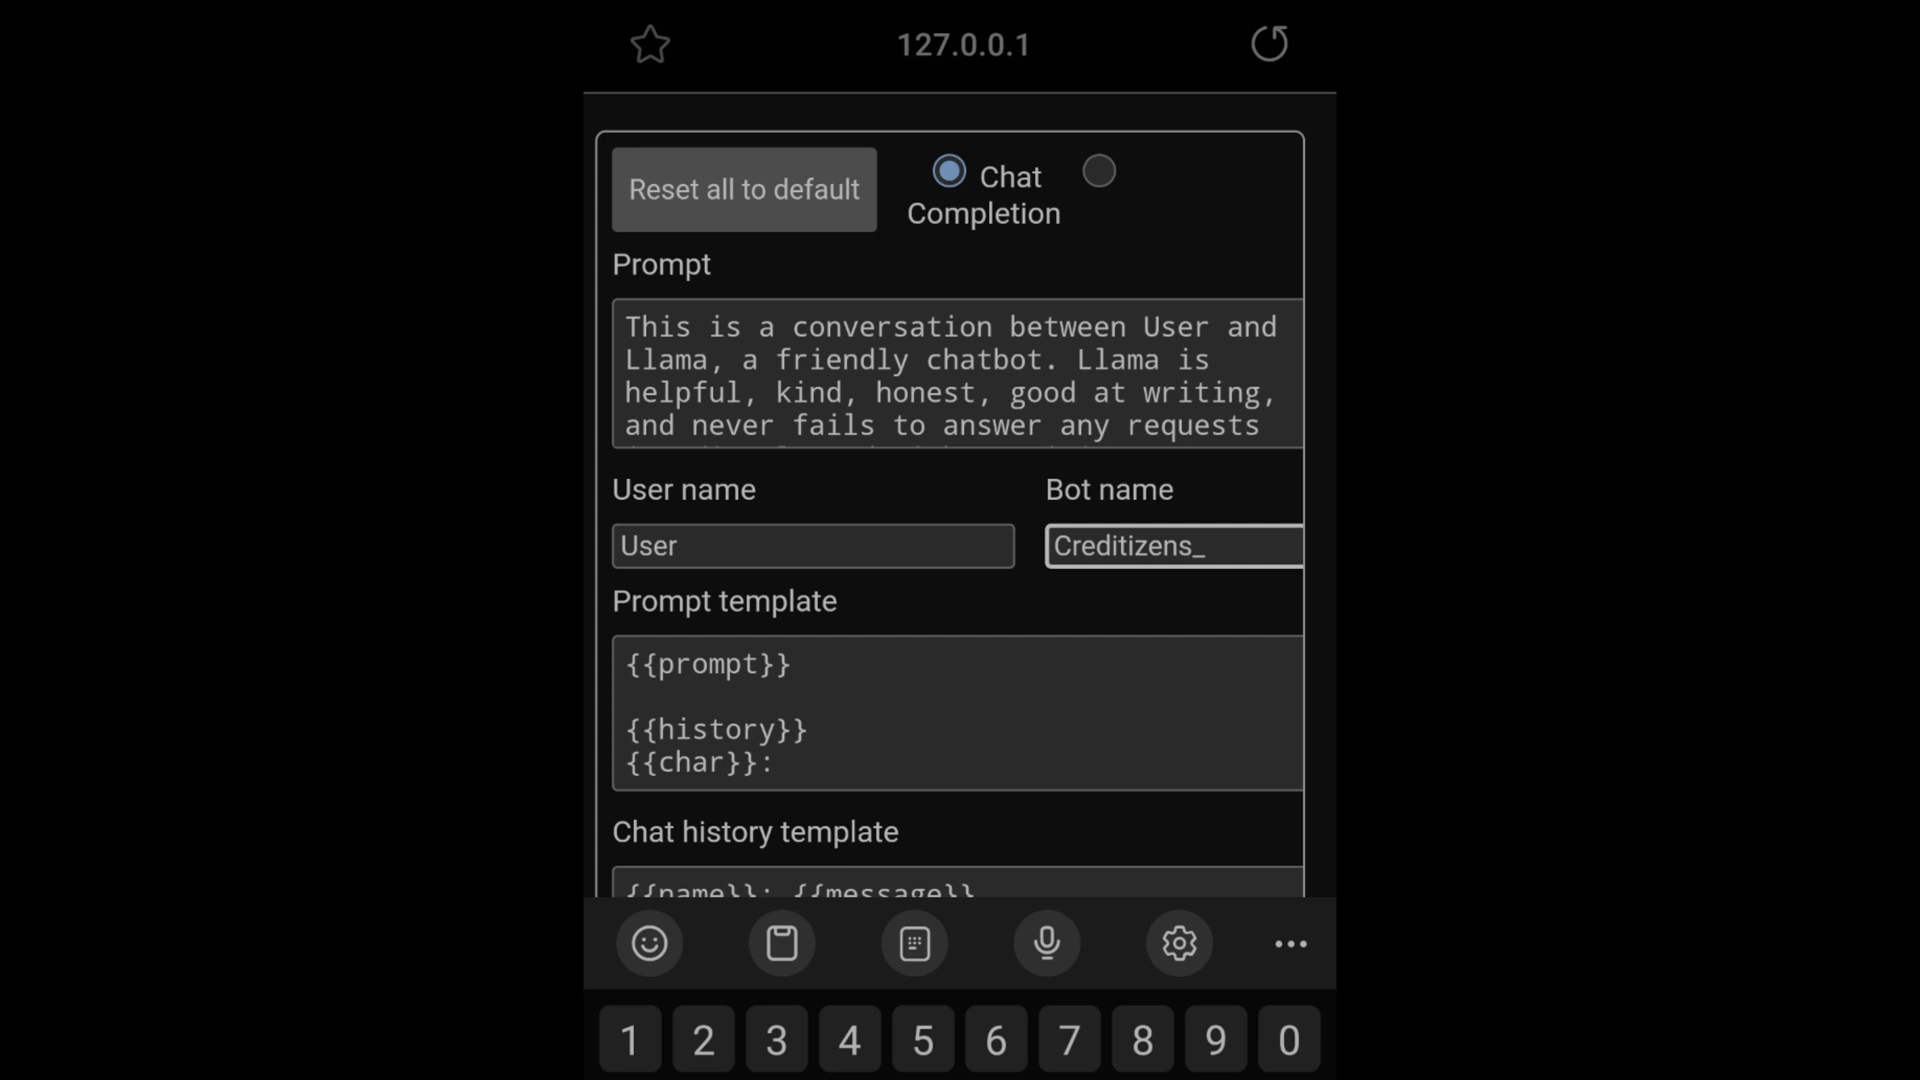 127.0.0.1
Reset all to default
Chat
Completion
Prompt
This is a conversation between User and
Llama, a friendly chatbot. Llama is
helpful, kind, honest, good at writing,
and never fails to answer any requests
User name
Bot name
User
Creditizens_
Prompt template
{{prompt}}
{{history}}
{{char}}:
Chat history template
{{name}}: {{message}}
1 2 3 4 5 6 7 8 9 0